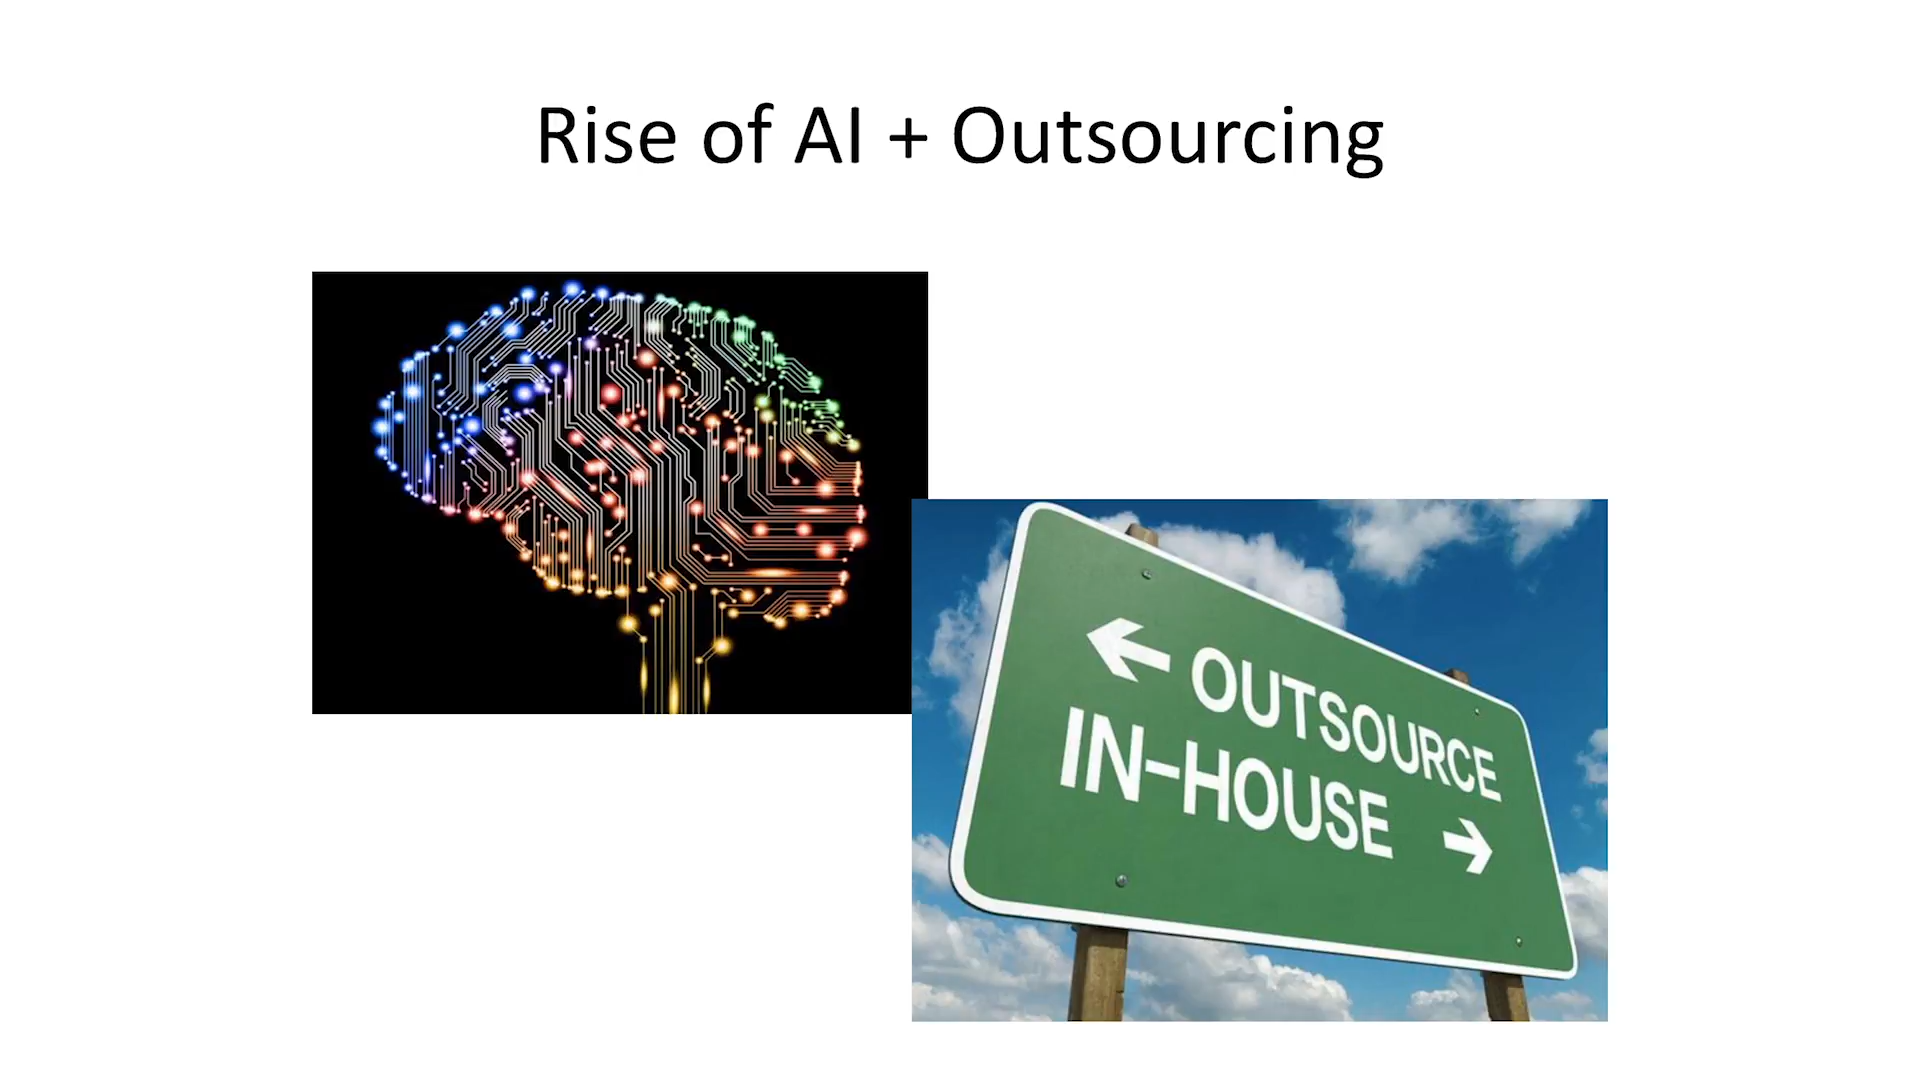 Rise of AI + Outsourcing
← OUTSOURCE
IN-HOUSE →